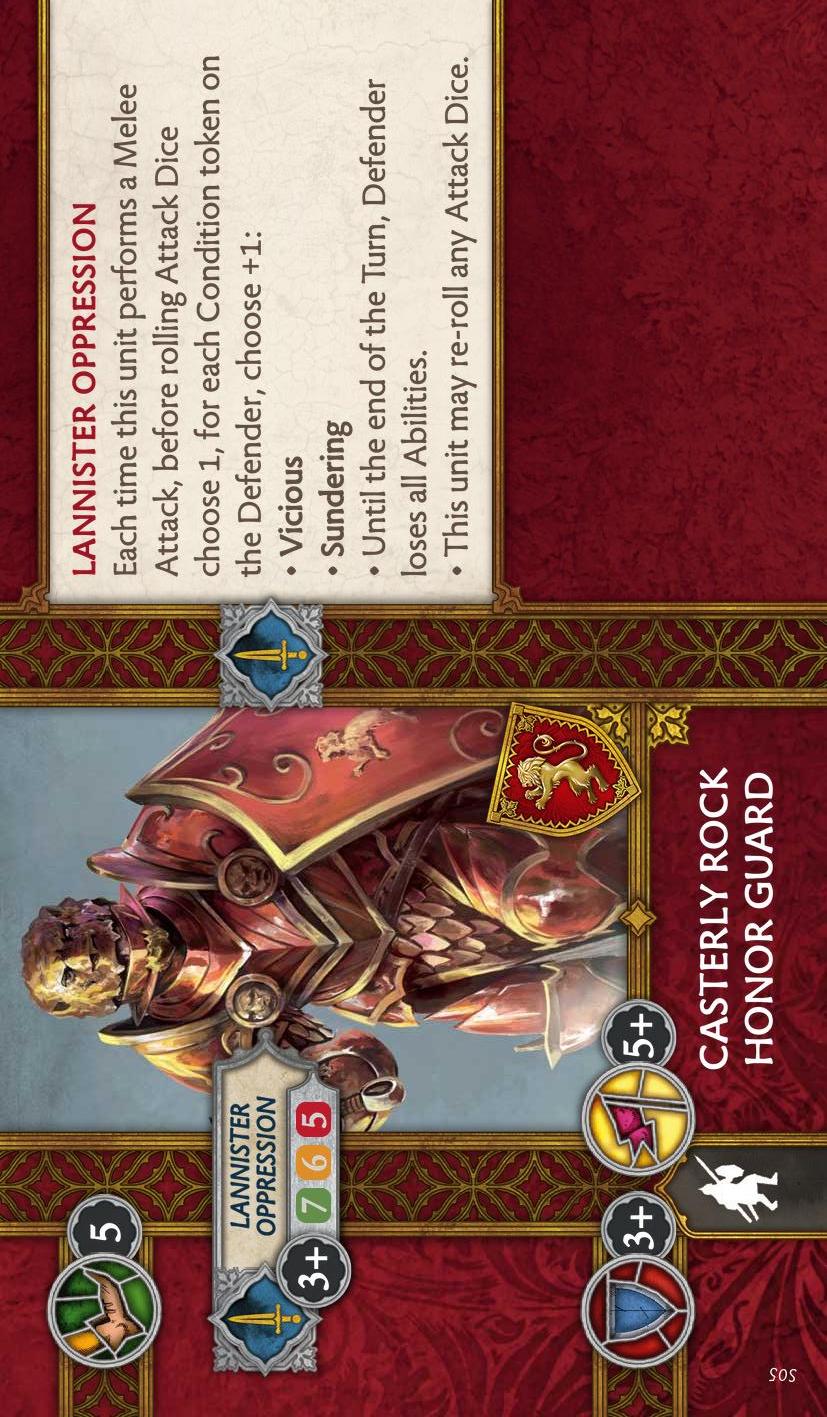 5
LANNISTER
OPPRESSION
3+
7 6 5
3+
5+
CASTERLY ROCK
HONOR GUARD
LANNISTER OPPRESSION
Each time this unit performs a Melee
Attack, before rolling Attack Dice
choose 1, for each Condition token on
the Defender, choose +1:
• Vicious
• Sundering
• Until the end of the Turn, Defender
loses all Abilities.
• This unit may re-roll any Attack Dice.
S05